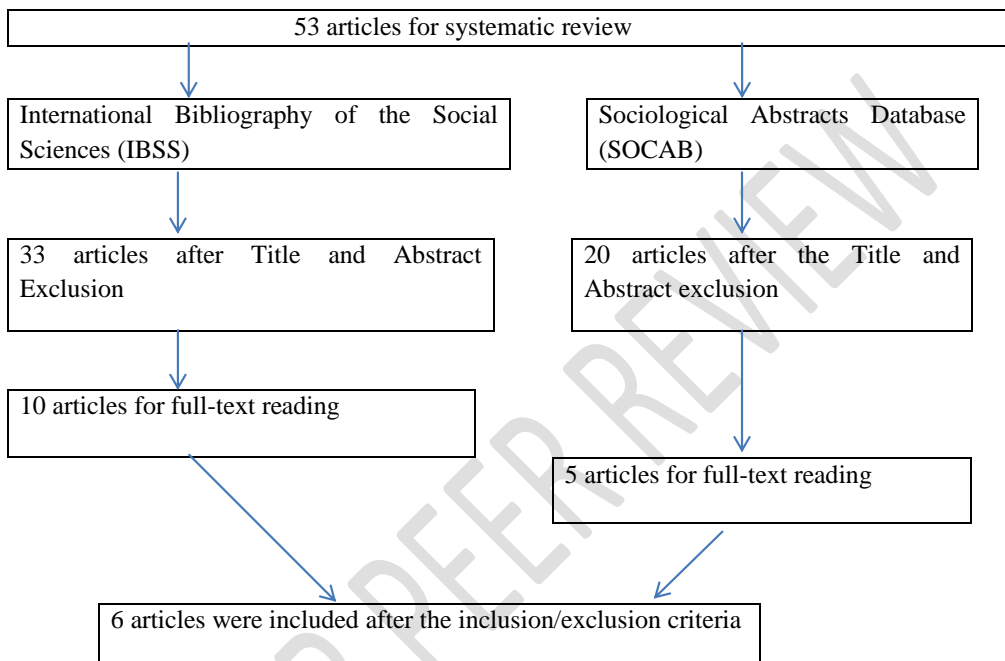 53 articles for systematic review
International Bibliography of the Social
Sciences (IBSS)
Sociological Abstracts Database
(SOCAB)
33 articles after Title and Abstract
Exclusion
20 articles after the Title and
Abstract exclusion
10 articles for full-text reading
5 articles for full-text reading
6 articles were included after the inclusion/exclusion criteria
PEER REVIEW